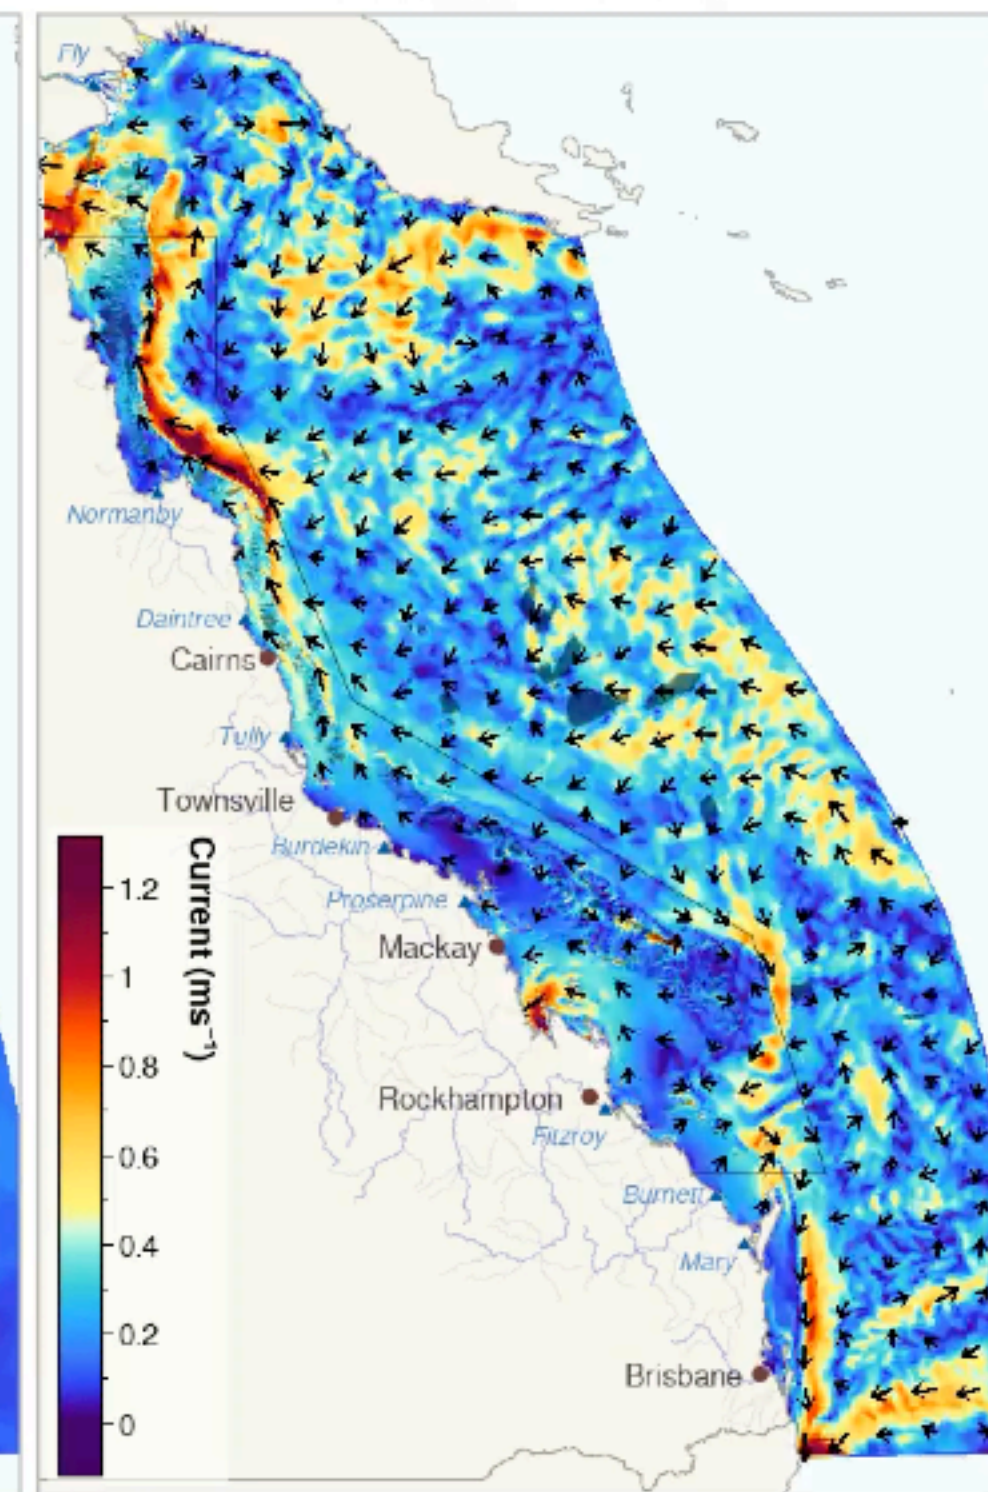 Fly
Normanby
Daintree
Cairns
Tully
Townsville
Burdekin
Proserpine
Mackay
Rockhampton
Fitzroy
Burnett
Mary
Brisbane
Current (ms⁻¹)
1.2
1
0.8
0.6
0.4
0.2
0